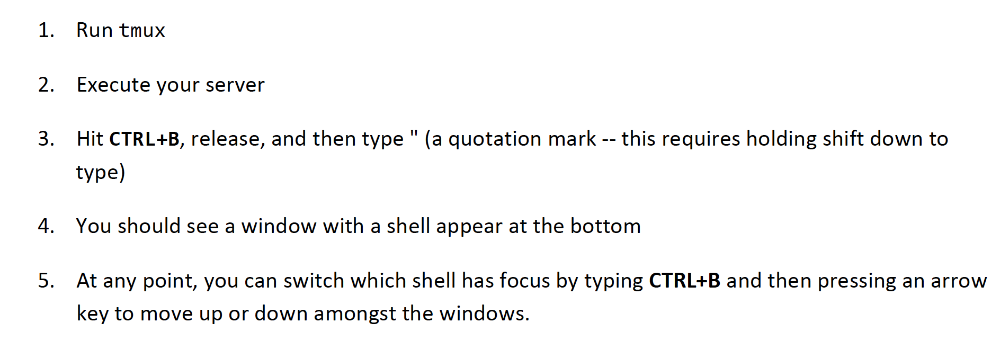 1. Run tmux
2. Execute your server
3. Hit CTRL+B, release, and then type " (a quotation mark -- this requires holding shift down to
type)
4. You should see a window with a shell appear at the bottom
5. At any point, you can switch which shell has focus by typing CTRL+B and then pressing an arrow
key to move up or down amongst the windows.